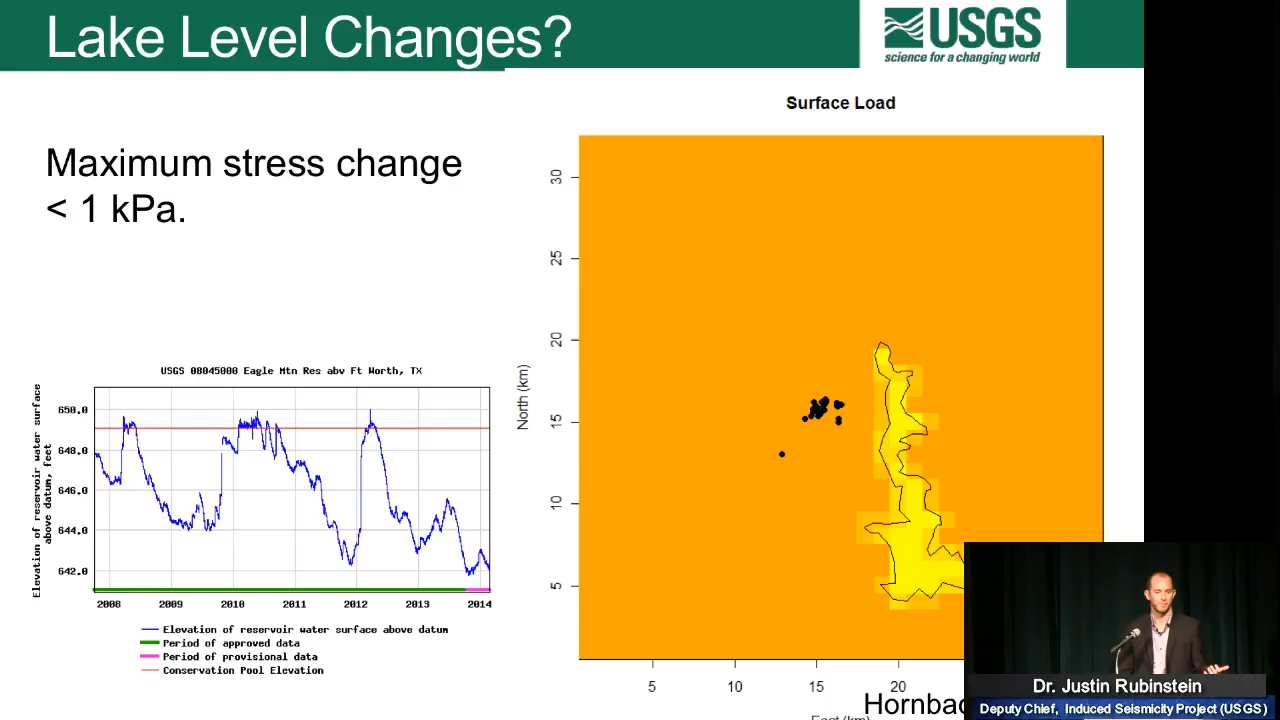 Lake Level Changes?
USGS
science for a changing world
Maximum stress change
< 1 kPa.
USGS 08045000 Eagle Mtn Res abv Ft Worth, TX
Elevation of reservoir water surface
above datum, feet
650.0
648.0
646.0
644.0
642.0
2008 2009 2010 2011 2012 2013 2014
Elevation of reservoir water surface above datum
Period of approved data
Period of provisional data
Conservation Pool Elevation
Surface Load
North (km)
30
25
20
15
10
5
5 10 15 20
East (km)
Hornbac
Dr. Justin Rubinstein
Deputy Chief, Induced Seismicity Project (USGS)